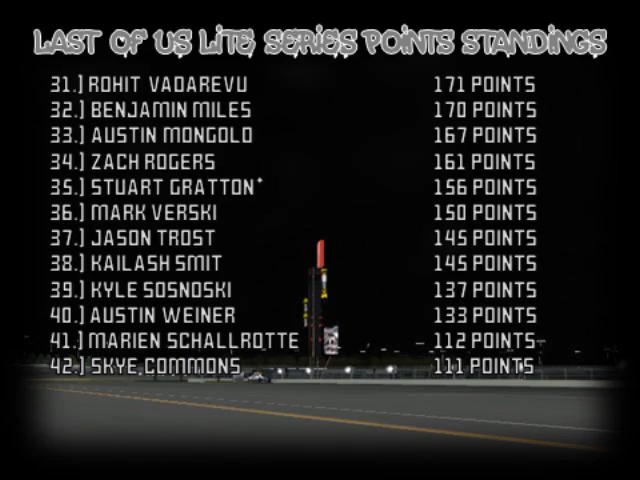 LAST OF US LITE SERIES POINTS STANDINGS
31.] ROHIT VADAREVU 171 POINTS
32.] BENJAMIN MILES 170 POINTS
33.] AUSTIN MONGOLD 167 POINTS
34.] ZACH ROGERS 161 POINTS
35.] STUART GRATTON* 156 POINTS
36.] MARK VERSKI 150 POINTS
37.] JASON TROST 145 POINTS
38.] KAILASH SMIT 145 POINTS
39.] KYLE SOSNOSKI 137 POINTS
40.] AUSTIN WEINER 133 POINTS
41.] MARIEN SCHALLROTTE 112 POINTS
42.] SKYE COMMONS 111 POINTS